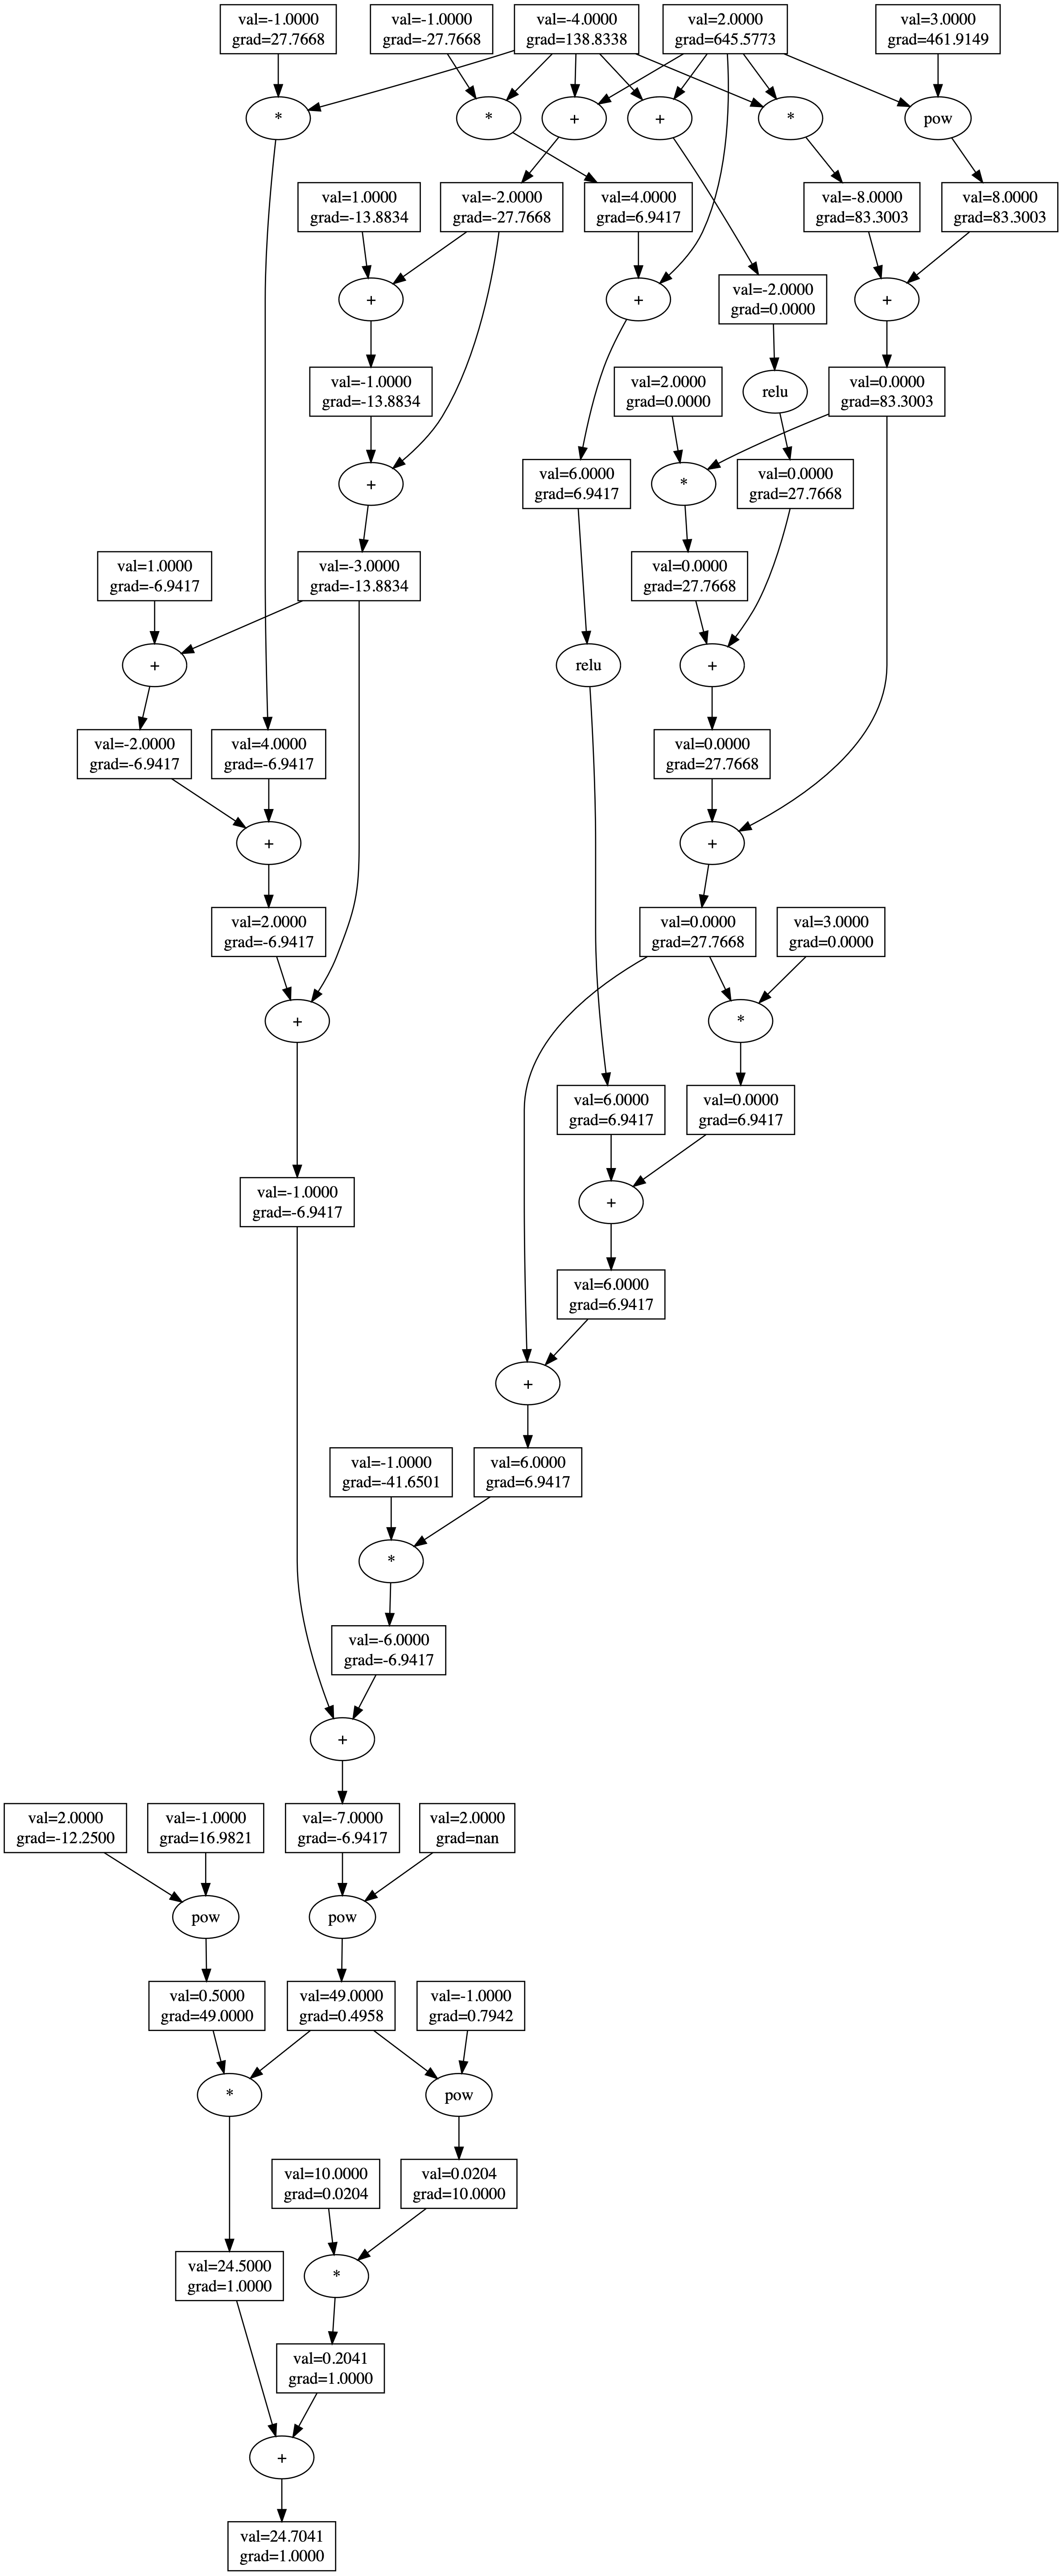 val=-1.0000
grad=27.7668
val=-1.0000
grad=-27.7668
val=-4.0000
grad=138.8338
val=2.0000
grad=645.5773
val=3.0000
grad=461.9149
*
*
+
+
*
pow
val=1.0000
grad=-13.8834
val=-2.0000
grad=-27.7668
val=4.0000
grad=6.9417
val=-8.0000
grad=83.3003
val=8.0000
grad=83.3003
+
+
val=-2.0000
grad=0.0000
+
val=-1.0000
grad=-13.8834
val=2.0000
grad=0.0000
relu
val=0.0000
grad=83.3003
+
val=6.0000
grad=6.9417
*
val=0.0000
grad=27.7668
val=1.0000
grad=-6.9417
val=-3.0000
grad=-13.8834
val=0.0000
grad=27.7668
+
relu
+
val=-2.0000
grad=-6.9417
val=4.0000
grad=-6.9417
val=0.0000
grad=27.7668
+
+
val=2.0000
grad=-6.9417
val=0.0000
grad=27.7668
val=3.0000
grad=0.0000
+
*
val=6.0000
grad=6.9417
val=0.0000
grad=6.9417
val=-1.0000
grad=-6.9417
+
val=6.0000
grad=6.9417
+
val=-1.0000
grad=-41.6501
val=6.0000
grad=6.9417
*
val=-6.0000
grad=-6.9417
+
val=2.0000
grad=-12.2500
val=-1.0000
grad=16.9821
val=-7.0000
grad=-6.9417
val=2.0000
grad=nan
pow
pow
val=0.5000
grad=49.0000
val=49.0000
grad=0.4958
val=-1.0000
grad=0.7942
*
pow
val=10.0000
grad=0.0204
val=0.0204
grad=10.0000
val=24.5000
grad=1.0000
*
val=0.2041
grad=1.0000
+
val=24.7041
grad=1.0000